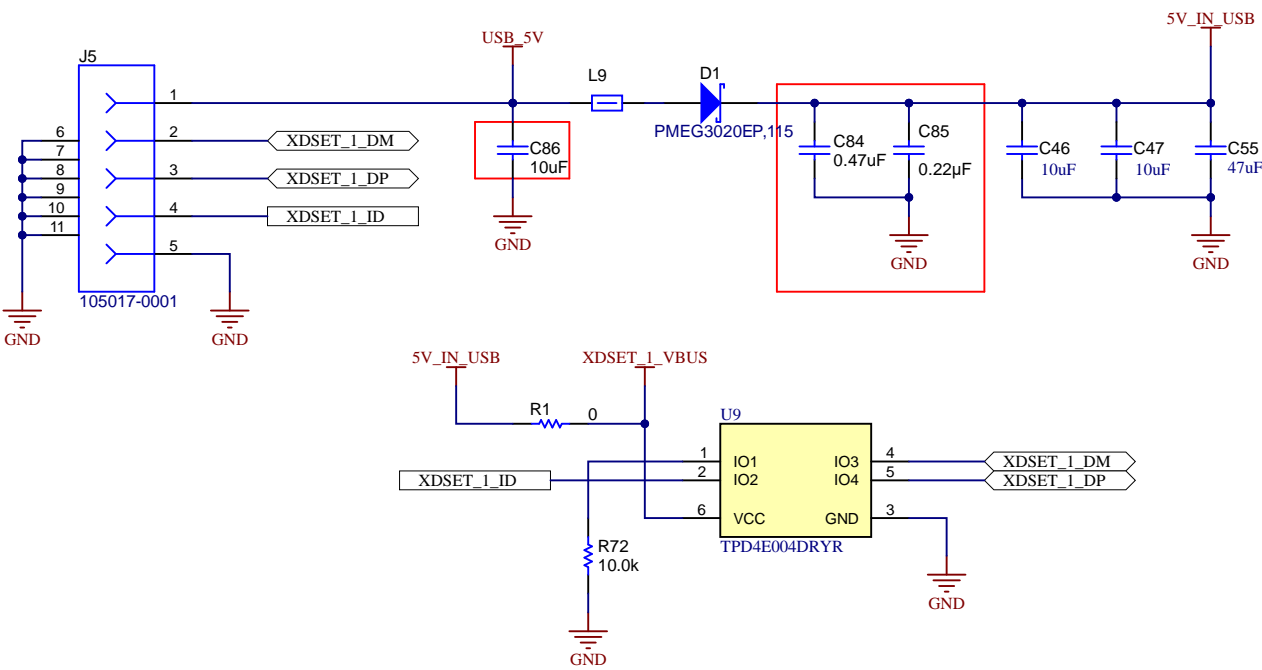 5V_IN_USB
USB_5V
J5
L9
D1
1
PMEG3020EP,115
6
2
XDSET_1_DM
C86
10uF
C84
0.47uF
C85
0.22µF
C46
10uF
C47
10uF
C55
47uF
7
8
3
XDSET_1_DP
9
10
4
XDSET_1_ID
11
5
GND
GND
GND
105017-0001
GND
GND
5V_IN_USB
XDSET_1_VBUS
R1
0
U9
1
IO1
IO3
4
XDSET_1_DM
XDSET_1_ID
2
IO2
IO4
5
XDSET_1_DP
6
VCC
GND
3
TPD4E004DRYR
R72
10.0k
GND
GND